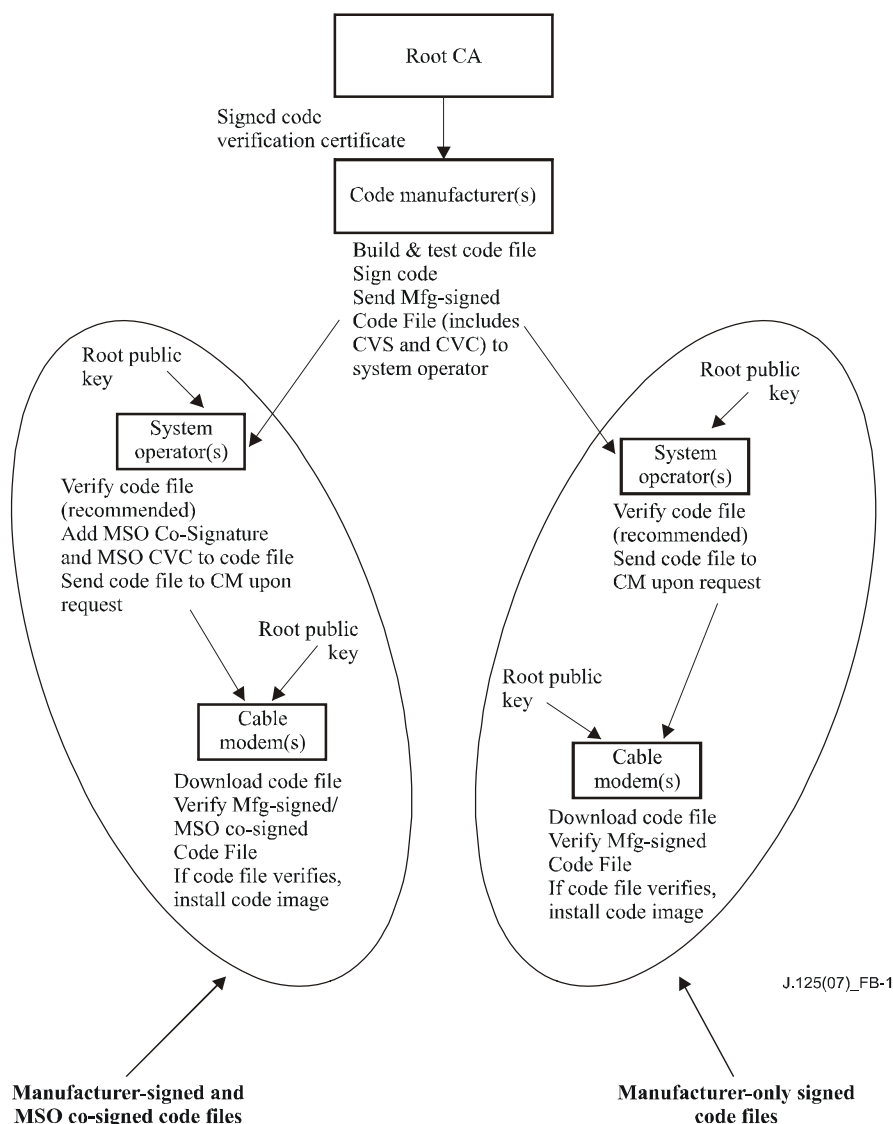 Root CA
Signed code
verification certificate
Code manufacturer(s)
Build & test code file
Sign code
Send Mfg-signed
Code File (includes
CVS and CVC) to
system operator
Root public
key
System
operator(s)
Verify code file
(recommended)
Add MSO Co-Signature
and MSO CVC to code file
Send code file to CM upon
request
Root public
key
Cable
modem(s)
Download code file
Verify Mfg-signed/
MSO co-signed
Code File
If code file verifies,
install code image
Root public
key
System
operator(s)
Verify code file
(recommended)
Send code file to
CM upon request
Root public
key
Cable
modem(s)
Download code file
Verify Mfg-signed
Code File
If code file verifies,
install code image
J.125(07)_FB-1
Manufacturer-signed and
MSO co-signed code files
Manufacturer-only signed
code files